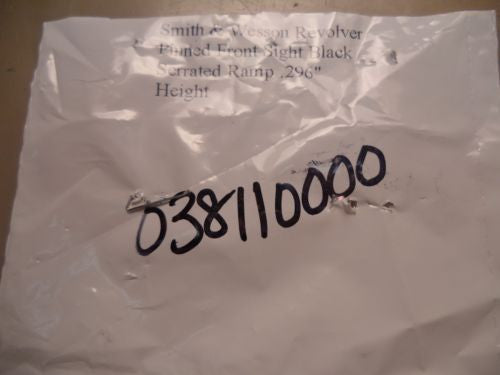 Smith & Wesson Revolver
Pinned Front Sight Black
Serrated Ramp .296"
Height
038110000